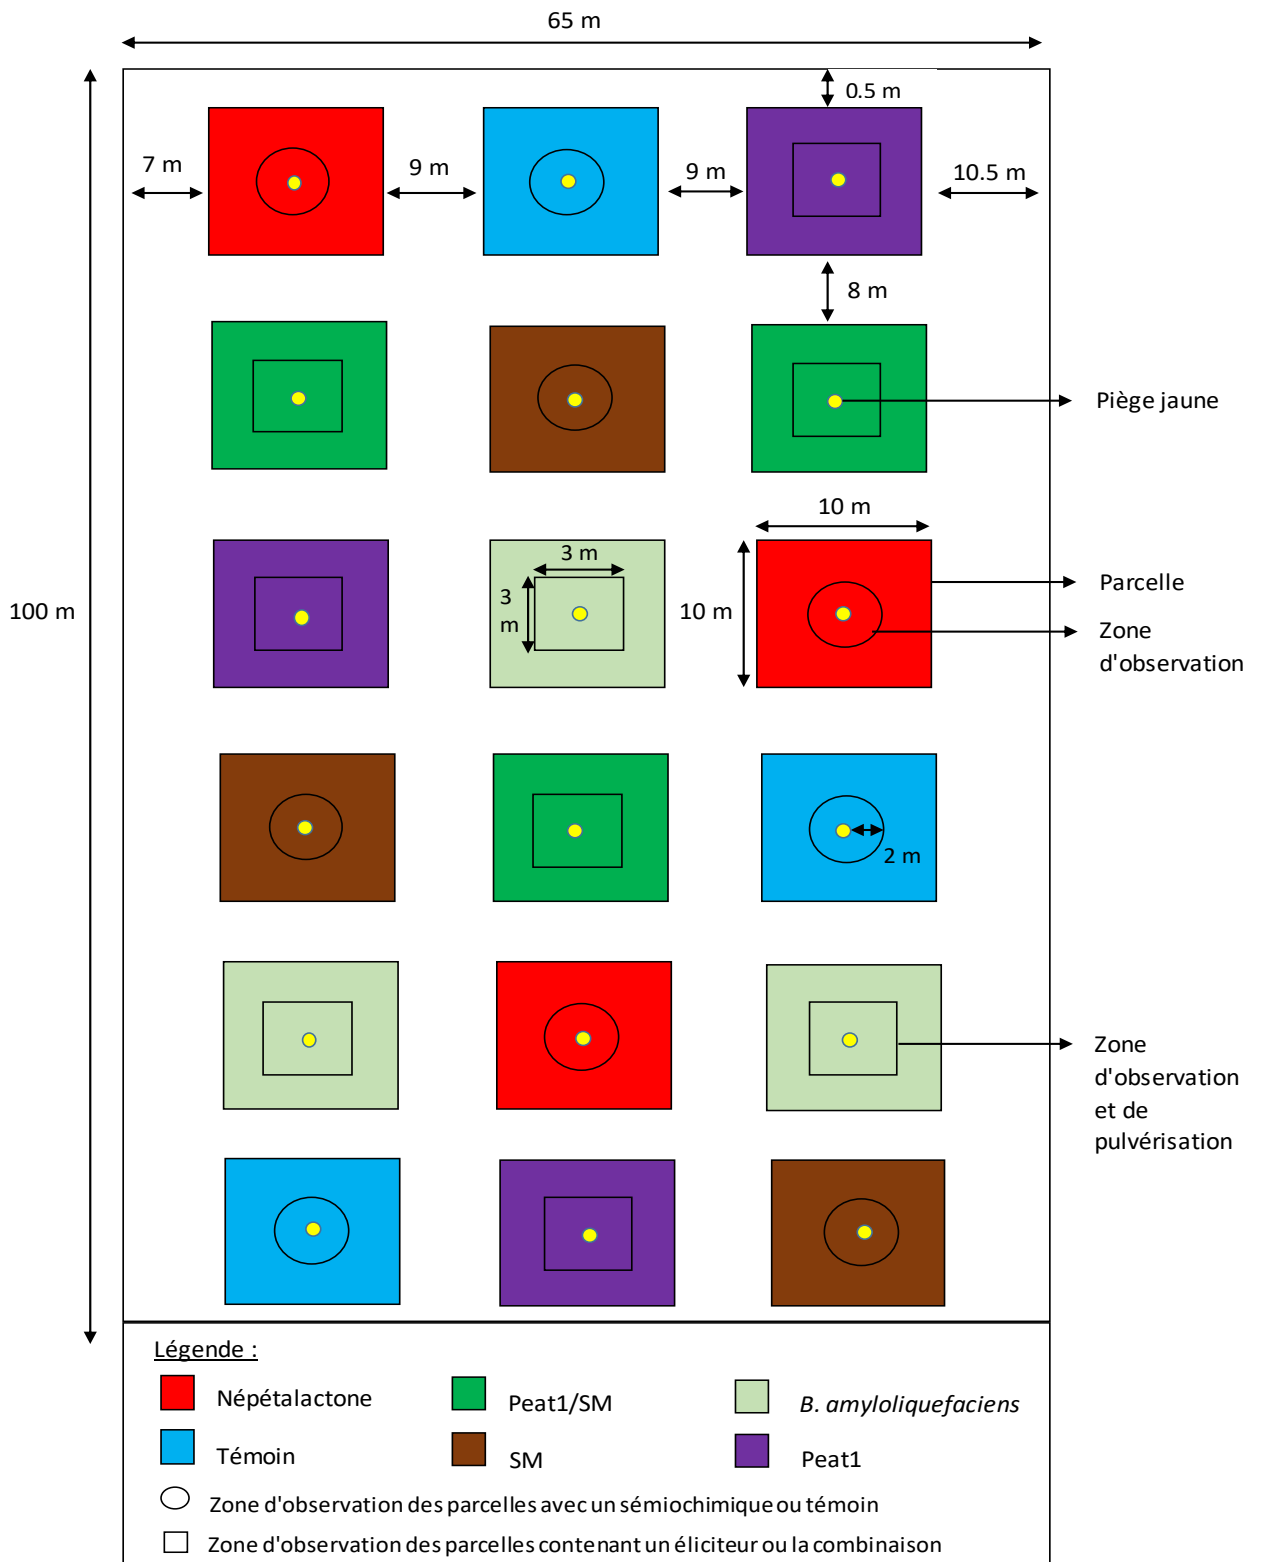 65 m
0.5 m
7 m
9 m
9 m
10.5 m
8 m
Piège jaune
10 m
3 m
3
m
10 m
100 m
Parcelle
Zone
d'observation
2 m
Zone
d'observation
et de
pulvérisation
Légende :
Népétalactone
Peat1/SM
B. amyloliquefaciens
Témoin
SM
Peat1
Zone d'observation des parcelles avec un sémiochimique ou témoin
Zone d'observation des parcelles contenant un éliciteur ou la combinaison